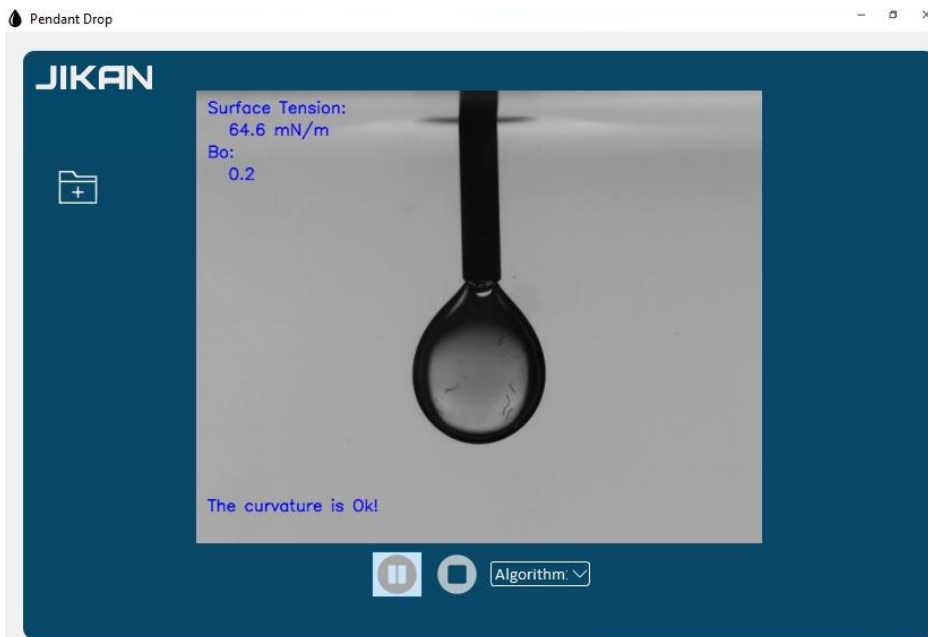 Pendant Drop
JIKAN
Surface Tension:
64.6 mN/m
Bo:
0.2
The curvature is Ok!
Algorithm: